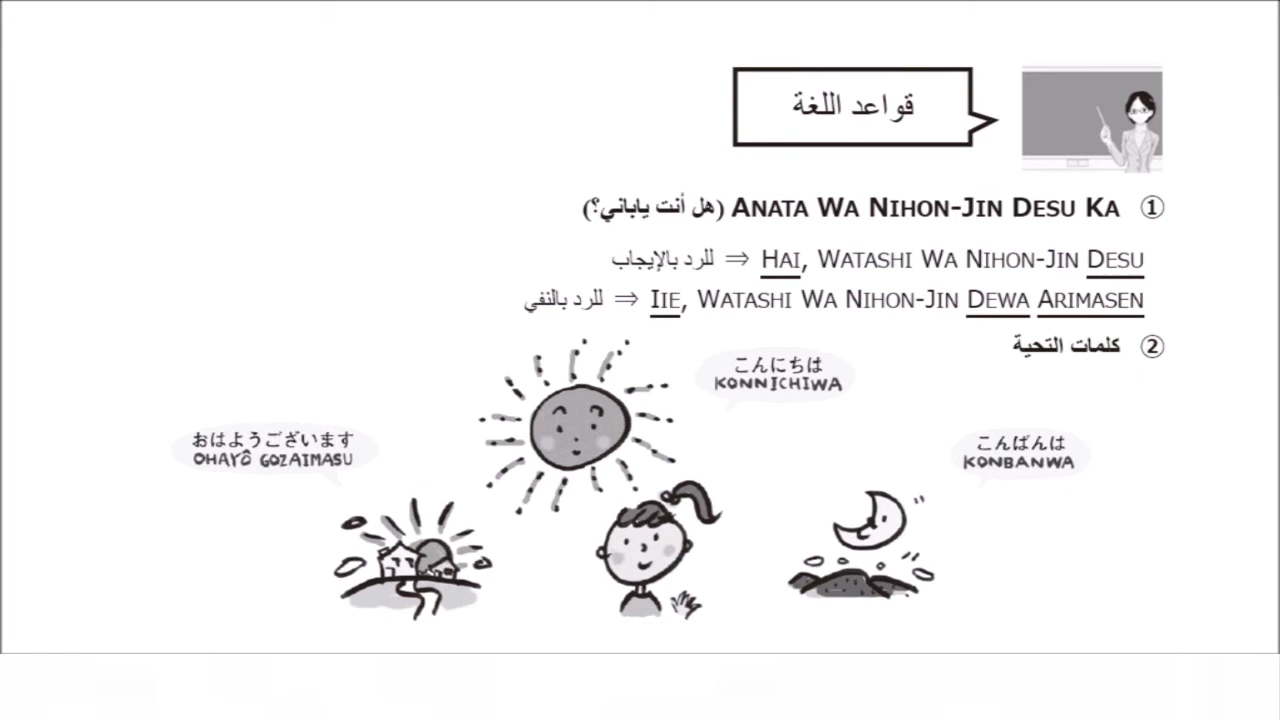 قواعد اللغة
① ANATA WA NIHON-JIN DESU KA (هل أنت ياباني؟)
HAI, WATASHI WA NIHON-JIN DESU ⇒ للرد بالإيجاب
IIE, WATASHI WA NIHON-JIN DEWA ARIMASEN ⇒ للرد بالنفي
② كلمات التحية
おはようございます
OHAYÔ GOZAIMASU
こんにちは
KONNICHIWA
こんばんは
KONBANWA